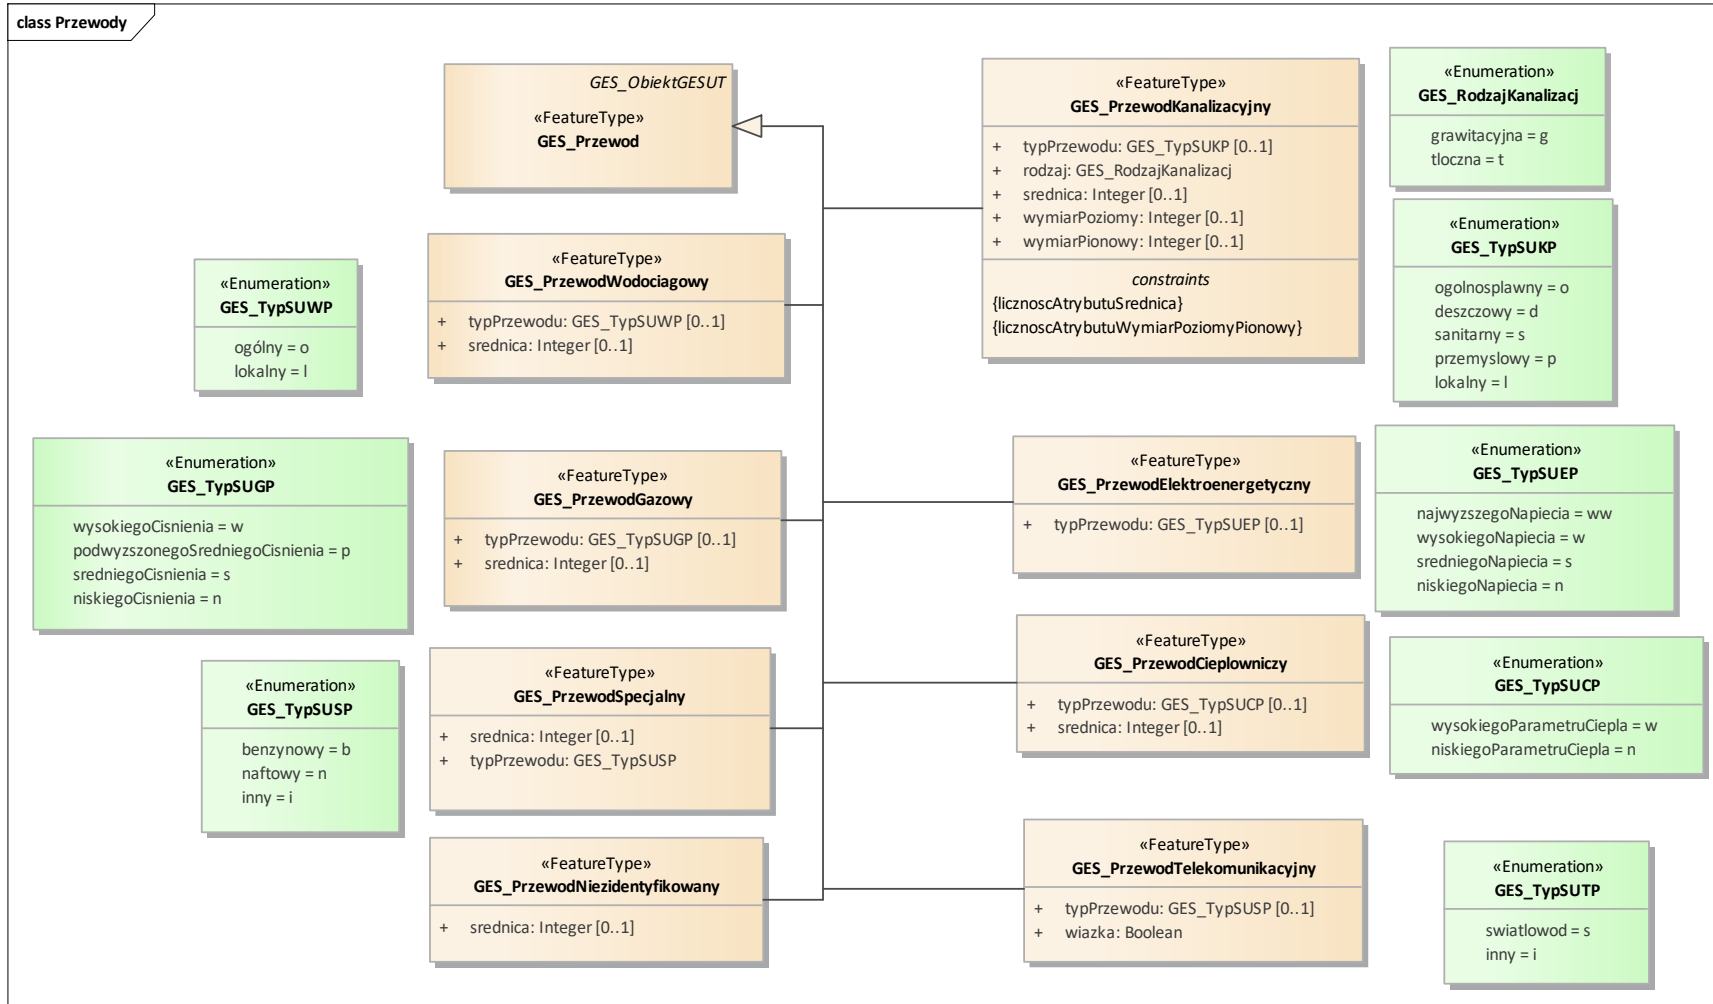 class Przewody
GES_ObiektGESUT
«FeatureType»
GES_Przewod
«FeatureType»
GES_PrzewodKanalizacyjny
+ typPrzewodu: GES_TypSUKP [0..1]
+ rodzaj: GES_RodzajKanalizacj
+ srednica: Integer [0..1]
+ wymiarPoziomy: Integer [0..1]
+ wymiarPionowy: Integer [0..1]
constraints
{licznoscAtrybutuSrednica}
{licznoscAtrybutuWymiarPoziomyPionowy}
«Enumeration»
GES_RodzajKanalizacj
grawitacyjna = g
tloczna = t
«Enumeration»
GES_TypSUKP
ogolnosplawny = o
deszczowy = d
sanitarny = s
przemyslowy = p
lokalny = l
«Enumeration»
GES_TypSUWP
ogólny = o
lokalny = l
«FeatureType»
GES_PrzewodWodociagowy
+ typPrzewodu: GES_TypSUWP [0..1]
+ srednica: Integer [0..1]
«Enumeration»
GES_TypSUGP
wysokiegoCisnienia = w
podwyzszonegoSredniegoCisnienia = p
sredniegoCisnienia = s
niskiegoCisnienia = n
«FeatureType»
GES_PrzewodGazowy
+ typPrzewodu: GES_TypSUGP [0..1]
+ srednica: Integer [0..1]
«FeatureType»
GES_PrzewodElektroenergetyczny
+ typPrzewodu: GES_TypSUEP [0..1]
«Enumeration»
GES_TypSUEP
najwyzszegoNapiecia = ww
wysokiegoNapiecia = w
sredniegoNapiecia = s
niskiegoNapiecia = n
«Enumeration»
GES_TypSUSP
benzynowy = b
naftowy = n
inny = i
«FeatureType»
GES_PrzewodSpecjalny
+ srednica: Integer [0..1]
+ typPrzewodu: GES_TypSUSP
«FeatureType»
GES_PrzewodCieplowniczy
+ typPrzewodu: GES_TypSUCP [0..1]
+ srednica: Integer [0..1]
«Enumeration»
GES_TypSUCP
wysokiegoParametruCiepla = w
niskiegoParametruCiepla = n
«FeatureType»
GES_PrzewodNiezidentyfikowany
+ srednica: Integer [0..1]
«FeatureType»
GES_PrzewodTelekomunikacyjny
+ typPrzewodu: GES_TypSUSP [0..1]
+ wiazka: Boolean
«Enumeration»
GES_TypSUTP
swiatlowod = s
inny = i